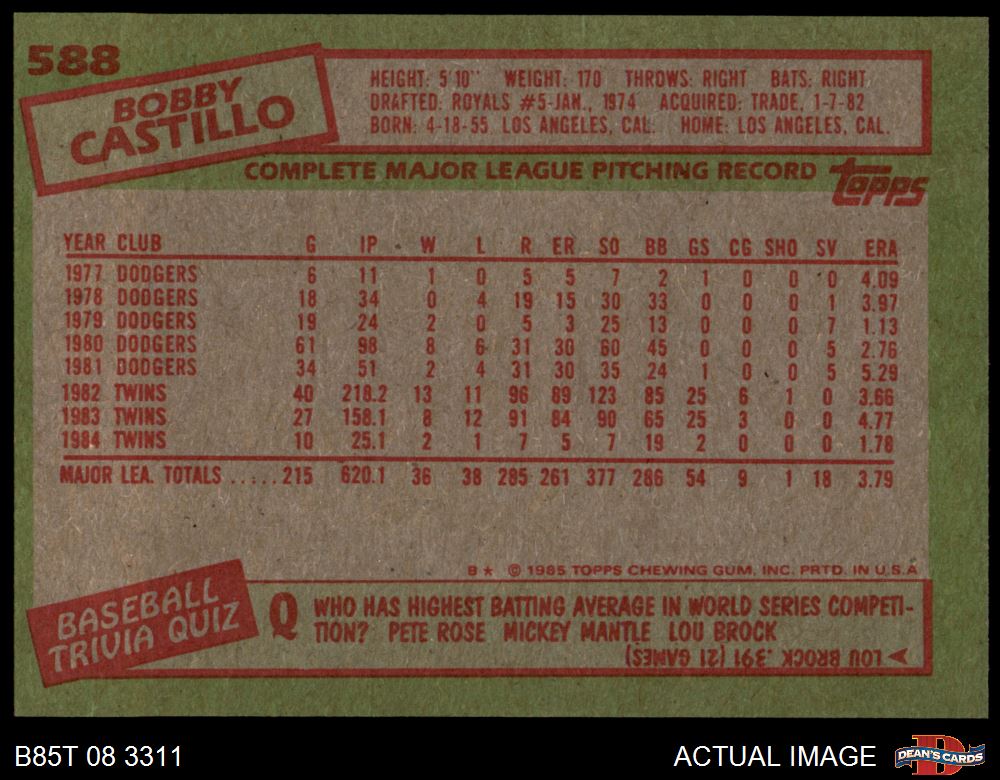 588
BOBBY
CASTILLO
HEIGHT: 5'10" WEIGHT: 170 THROWS: RIGHT BATS: RIGHT
DRAFTED: ROYALS #5-JAN., 1974 ACQUIRED: TRADE, 1-7-82
BORN: 4-18-55, LOS ANGELES, CAL. HOME: LOS ANGELES, CAL.
COMPLETE MAJOR LEAGUE PITCHING RECORD
topps
YEAR CLUB G IP W L R ER SO BB GS CG SHO SV ERA
1977 DODGERS 6 11 1 0 5 5 7 2 1 0 0 0 4.09
1978 DODGERS 18 34 0 4 19 15 30 33 0 0 0 1 3.97
1979 DODGERS 19 24 2 0 5 3 25 13 0 0 0 7 1.13
1980 DODGERS 61 98 8 6 31 30 60 45 0 0 0 5 2.76
1981 DODGERS 34 51 2 4 31 30 35 24 1 0 0 5 5.29
1982 TWINS 40 218.2 13 11 96 89 123 85 25 6 1 0 3.66
1983 TWINS 27 158.1 8 12 91 84 90 65 25 3 0 0 4.77
1984 TWINS 10 25.1 2 1 7 5 7 19 2 0 0 0 1.78
MAJOR LEA. TOTALS .....215 620.1 36 38 285 261 377 286 54 9 1 18 3.79
B★ © 1985 TOPPS CHEWING GUM, INC. PRTD. IN U.S.A
BASEBALL
TRIVIA QUIZ
Q WHO HAS HIGHEST BATTING AVERAGE IN WORLD SERIES COMPETI-
TION? PETE ROSE MICKEY MANTLE LOU BROCK
LOU BROCK .391 (21 GAMES)
B85T 08 3311
ACTUAL IMAGE
DEAN'S CARDS